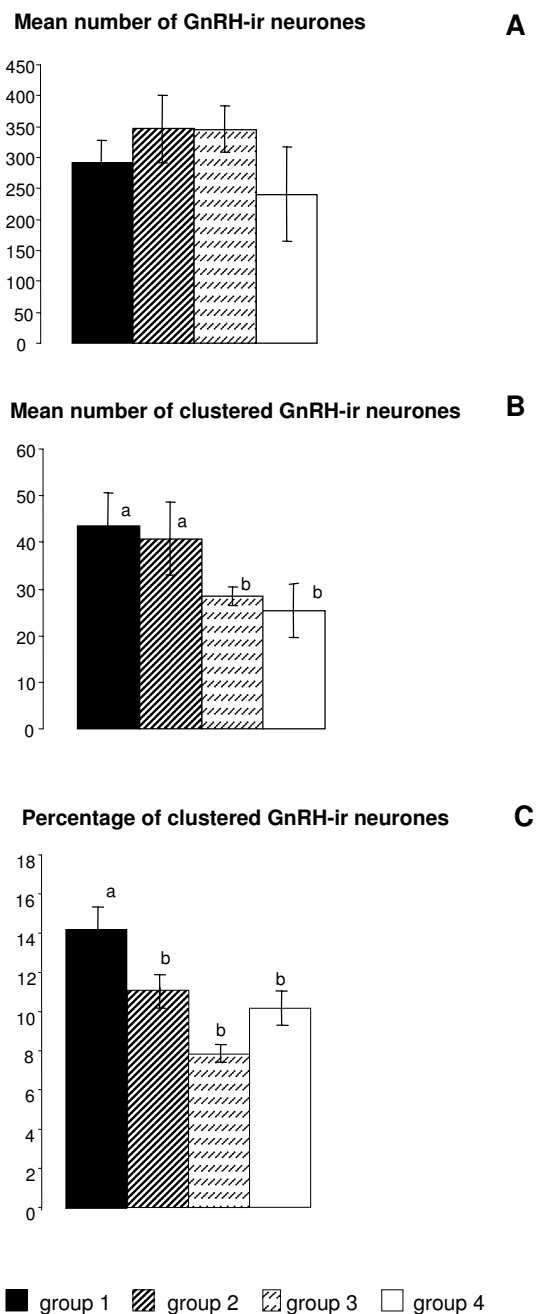 Mean number of GnRH-ir neurones
A
450
400
350
300
250
200
150
100
50
0
Mean number of clustered GnRH-ir neurones
B
60
50
40
30
20
10
0
a
a
b
b
Percentage of clustered GnRH-ir neurones
C
18
16
14
12
10
8
6
4
2
0
a
b
b
b
group 1 group 2 group 3 group 4